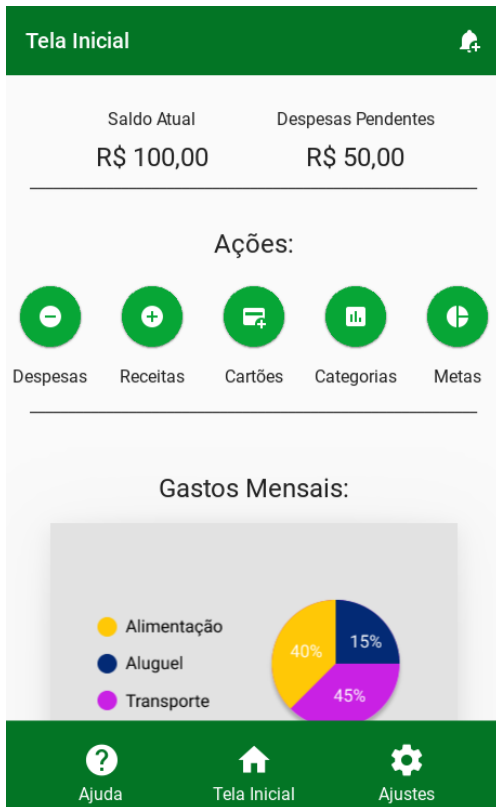 Tela Inicial
Saldo Atual
Despesas Pendentes
R$ 100,00
R$ 50,00
Ações:
Despesas
Receitas
Cartões
Categorias
Metas
Gastos Mensais:
Alimentação
Aluguel
Transporte
40%
15%
45%
Ajuda
Tela Inicial
Ajustes